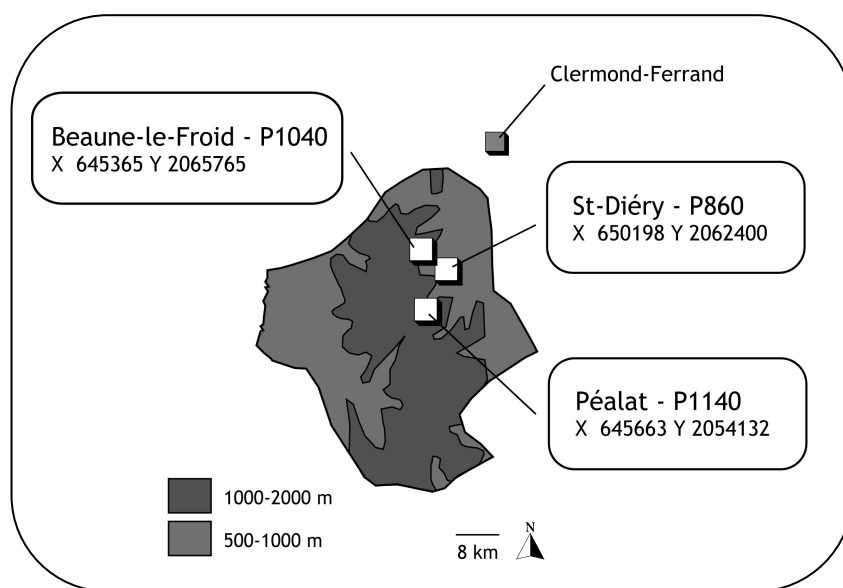 Clermond-Ferrand
Beaune-le-Froid - P1040
X 645365 Y 2065765
St-Diéry - P860
X 650198 Y 2062400
Péalat - P1140
X 645663 Y 2054132
1000-2000 m
500-1000 m
8 km
N